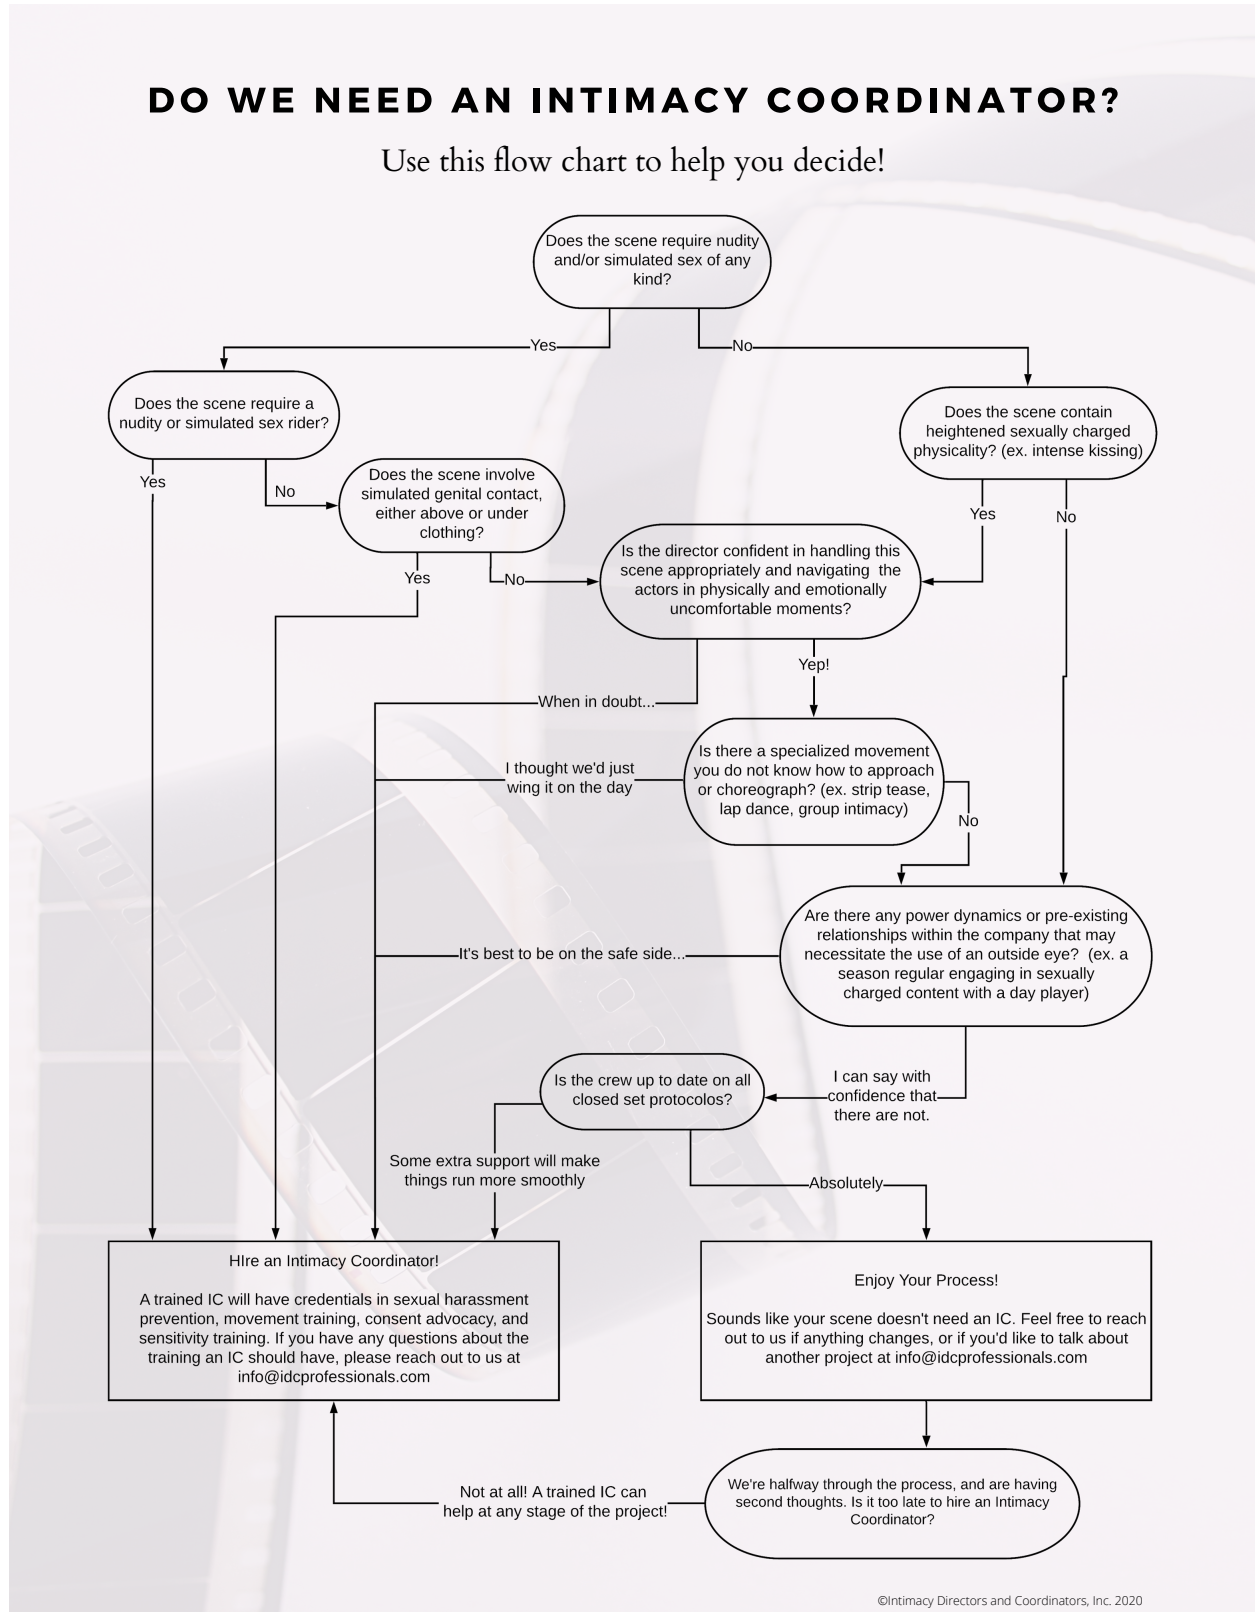 DO WE NEED AN INTIMACY COORDINATOR?
Use this flow chart to help you decide!
Does the scene require nudity
and/or simulated sex of any
kind?
Yes
No
Does the scene require a
nudity or simulated sex rider?
Does the scene contain
heightened sexually charged
physicality? (ex. intense kissing)
Yes
No
Does the scene involve
simulated genital contact,
either above or under
clothing?
Yes
No
Is the director confident in handling this
scene appropriately and navigating the
actors in physically and emotionally
uncomfortable moments?
Yes
No
Yep!
When in doubt...
Is there a specialized movement
you do not know how to approach
or choreograph? (ex. strip tease,
lap dance, group intimacy)
I thought we'd just
wing it on the day
No
Are there any power dynamics or pre-existing
relationships within the company that may
necessitate the use of an outside eye? (ex. a
season regular engaging in sexually
charged content with a day player)
It's best to be on the safe side...
Is the crew up to date on all
closed set protocolos?
I can say with
confidence that
there are not.
Some extra support will make
things run more smoothly
Absolutely
HIre an Intimacy Coordinator!
A trained IC will have credentials in sexual harassment
prevention, movement training, consent advocacy, and
sensitivity training. If you have any questions about the
training an IC should have, please reach out to us at
info@idcprofessionals.com
Enjoy Your Process!
Sounds like your scene doesn't need an IC. Feel free to reach
out to us if anything changes, or if you'd like to talk about
another project at info@idcprofessionals.com
We're halfway through the process, and are having
second thoughts. Is it too late to hire an Intimacy
Coordinator?
Not at all! A trained IC can
help at any stage of the project!
©Intimacy Directors and Coordinators, Inc. 2020